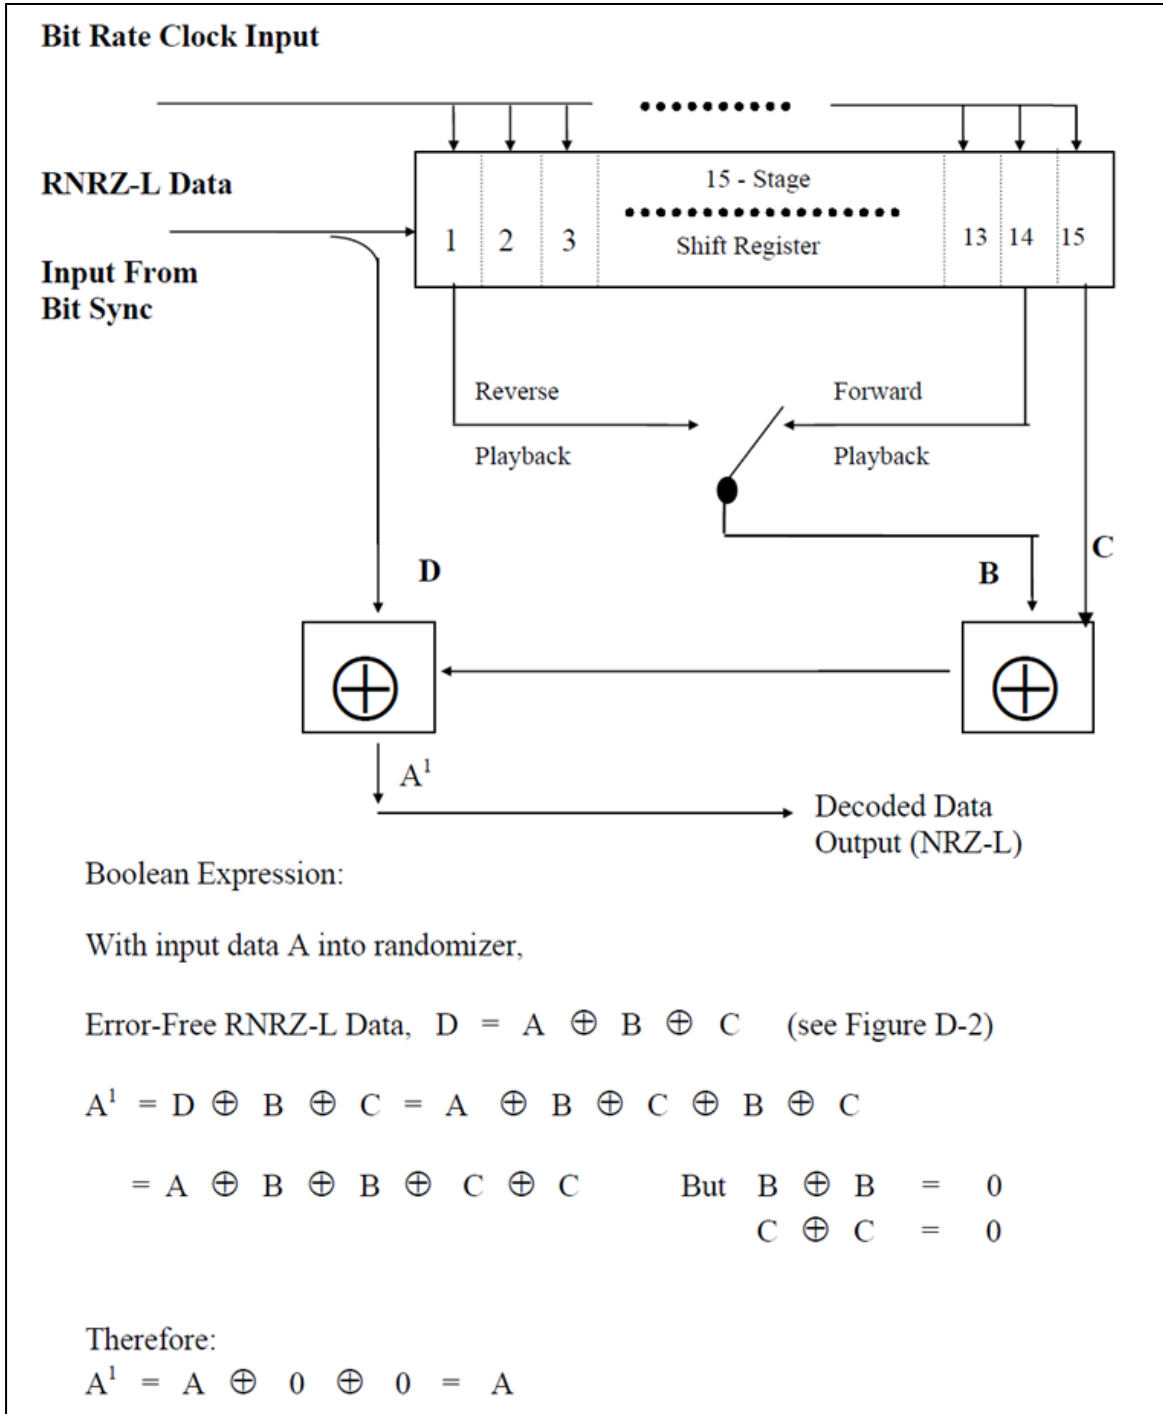 Bit Rate Clock Input
RNRZ-L Data
Input From
Bit Sync
15 - Stage
1 2 3 Shift Register 13 14 15
Reverse Forward
Playback Playback
D B C
⊕ ⊕
A¹
Decoded Data
Output (NRZ-L)
Boolean Expression:
With input data A into randomizer,
Error-Free RNRZ-L Data, D = A ⊕ B ⊕ C (see Figure D-2)
A¹ = D ⊕ B ⊕ C = A ⊕ B ⊕ C ⊕ B ⊕ C
= A ⊕ B ⊕ B ⊕ C ⊕ C But B ⊕ B = 0
C ⊕ C = 0
Therefore:
A¹ = A ⊕ 0 ⊕ 0 = A